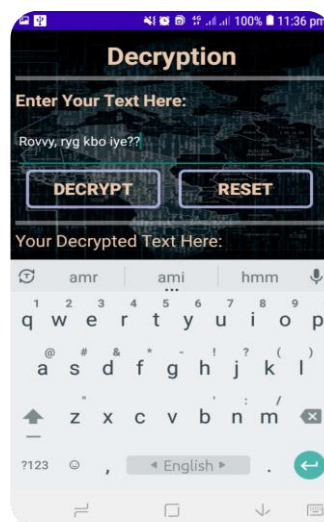 100% 11:36 pm
Decryption
Enter Your Text Here:
Rovvy, ryg kbo iye??
DECRYPT RESET
Your Decrypted Text Here:
amr ami hmm
1 2 3 4 5 6 7 8 9
q w e r t y u i o p
@ # & * - ! ? ( )
a s d f g h j k l
" ' : /
z x c v b n m
?123 , English .